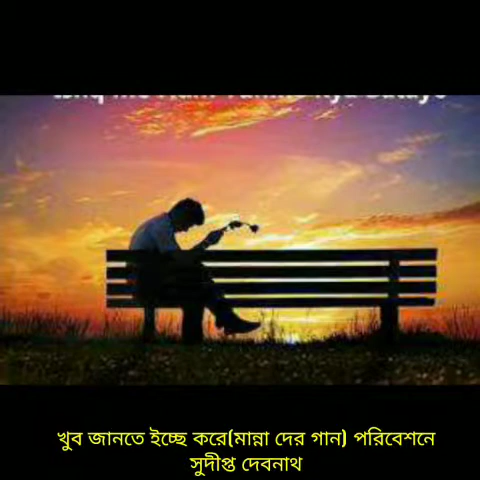 খুব জানতে ইচ্ছে করে(মান্না দের গান) পরিবেশনে
সুদীপ্ত দেবনাথ